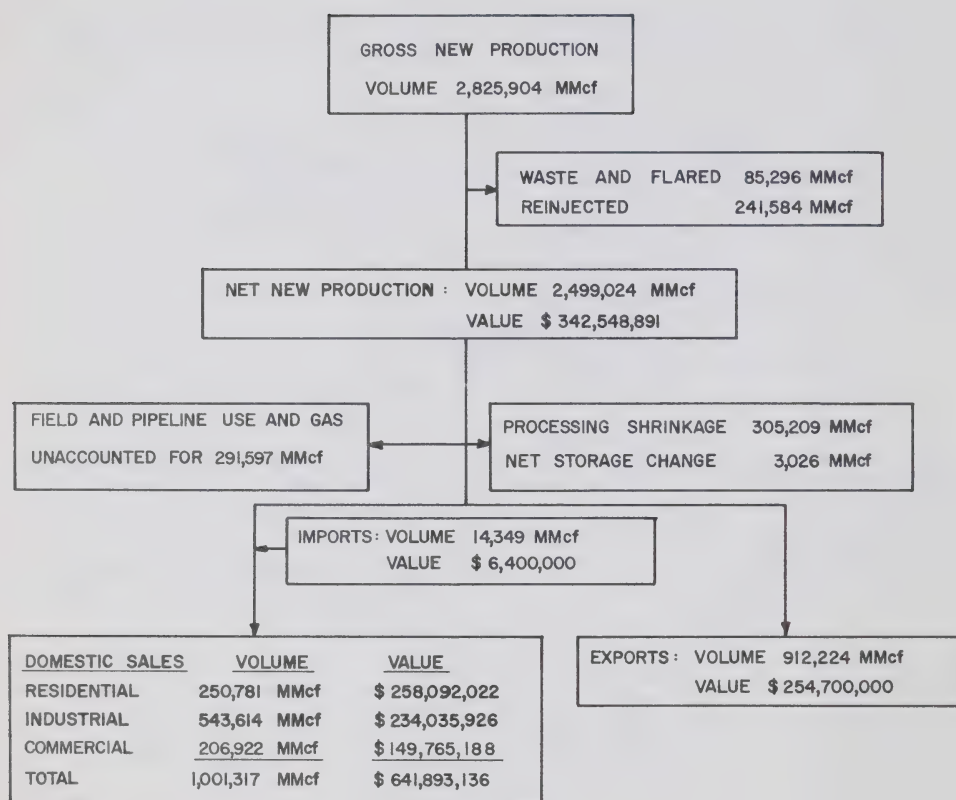 GROSS NEW PRODUCTION
VOLUME 2,825,904 MMcf
WASTE AND FLARED 85,296 MMcf
REINJECTED 241,584 MMcf
NET NEW PRODUCTION : VOLUME 2,499,024 MMcf
VALUE $ 342,548,891
FIELD AND PIPELINE USE AND GAS
UNACCOUNTED FOR 291,597 MMcf
PROCESSING SHRINKAGE 305,209 MMcf
NET STORAGE CHANGE 3,026 MMcf
IMPORTS: VOLUME 14,349 MMcf
VALUE $ 6,400,000
DOMESTIC SALES VOLUME VALUE
RESIDENTIAL 250,781 MMcf $ 258,092,022
INDUSTRIAL 543,614 MMcf $ 234,035,926
COMMERCIAL 206,922 MMcf $ 149,765,188
TOTAL 1,001,317 MMcf $ 641,893,136
EXPORTS: VOLUME 912,224 MMcf
VALUE $ 254,700,000